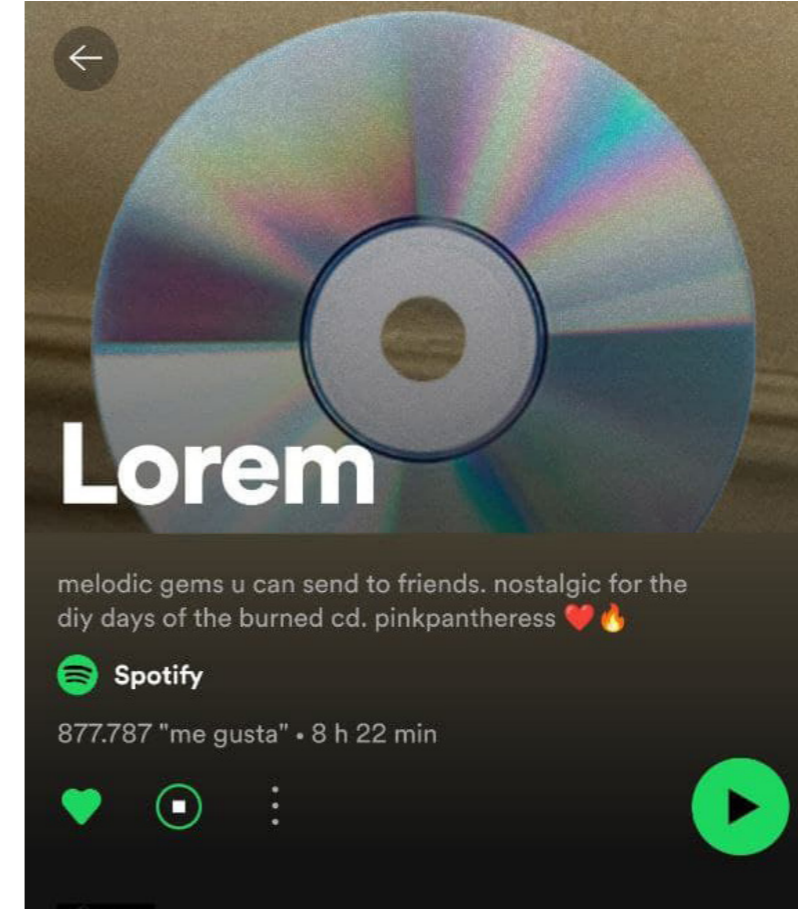 Lorem
melodic gems u can send to friends. nostalgic for the
diy days of the burned cd. pinkpantheress ❤️🔥
Spotify
877.787 "me gusta" • 8 h 22 min